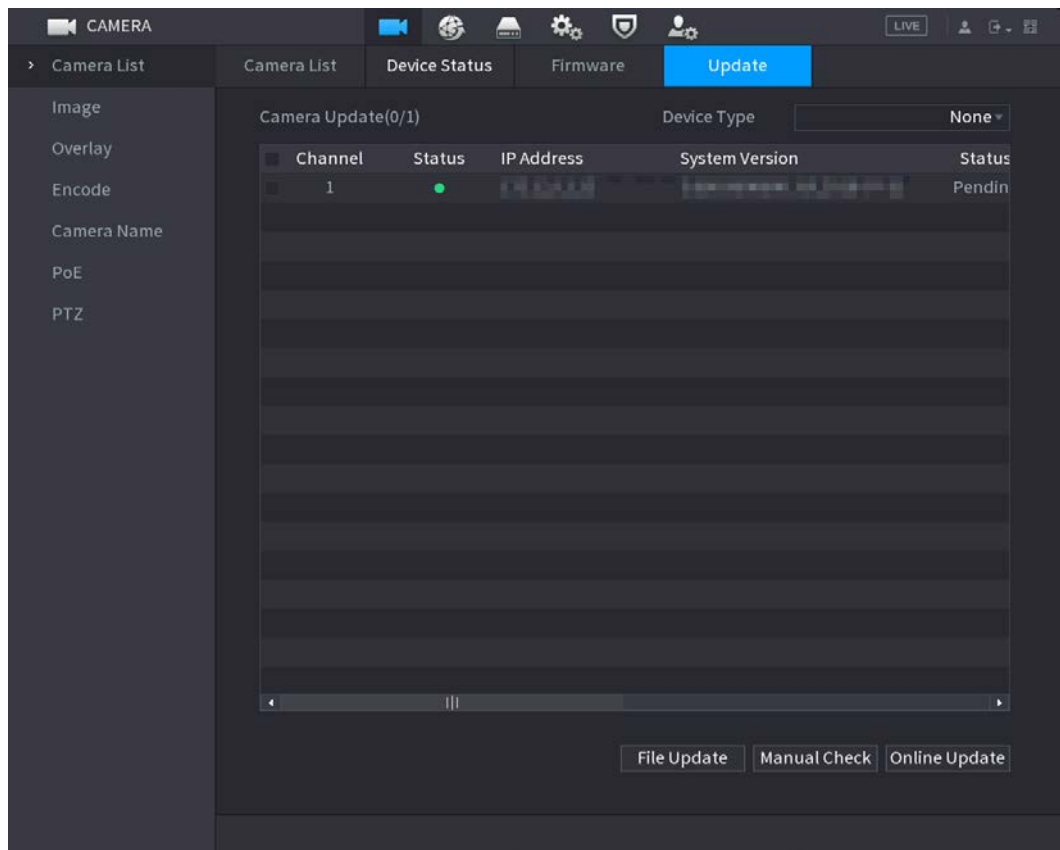 CAMERA
LIVE
Camera List
Image
Overlay
Encode
Camera Name
PoE
PTZ
Camera List Device Status Firmware Update
Camera Update(0/1) Device Type None
Channel Status IP Address System Version Status
1 Pendin
File Update Manual Check Online Update